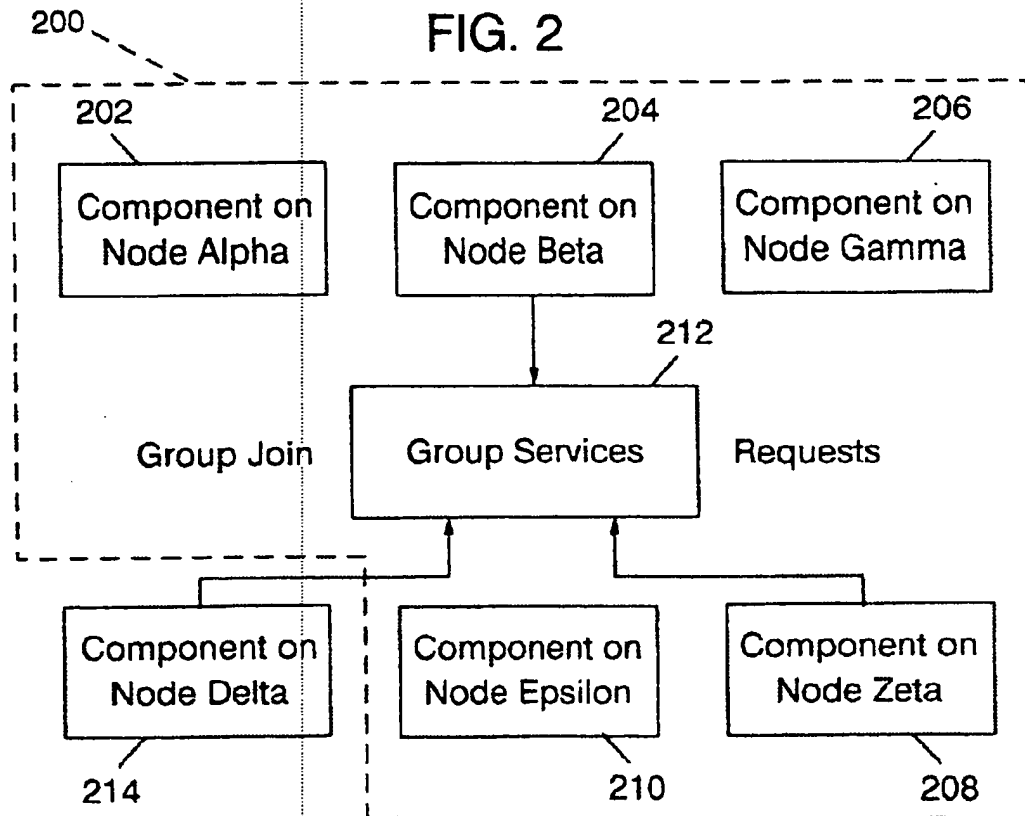 200
FIG. 2
202
204
206
Component on
Node Alpha
Component on
Node Beta
Component on
Node Gamma
212
Group Join
Group Services
Requests
Component on
Node Delta
Component on
Node Epsilon
Component on
Node Zeta
214
210
208